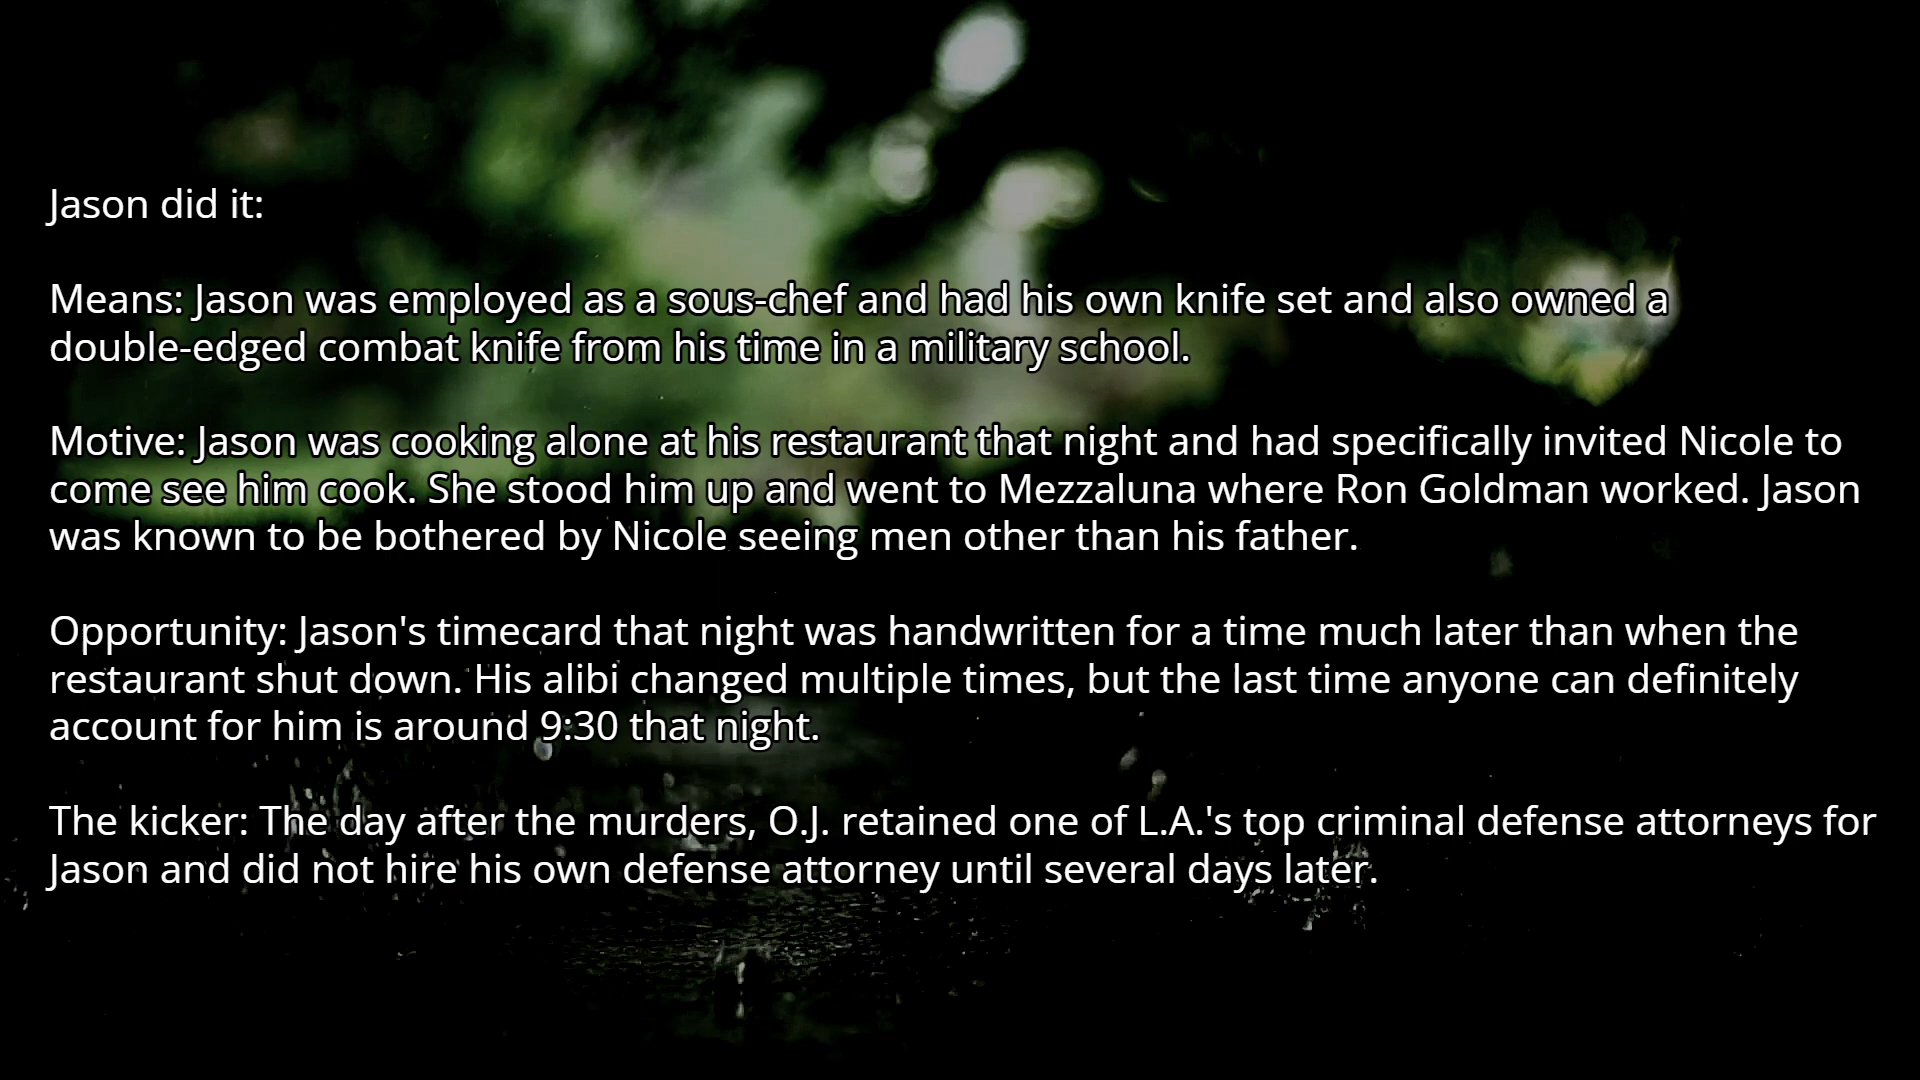 Jason did it:
Means: Jason was employed as a sous-chef and had his own knife set and also owned a
double-edged combat knife from his time in a military school.
Motive: Jason was cooking alone at his restaurant that night and had specifically invited Nicole to
come see him cook. She stood him up and went to Mezzaluna where Ron Goldman worked. Jason
was known to be bothered by Nicole seeing men other than his father.
Opportunity: Jason's timecard that night was handwritten for a time much later than when the
restaurant shut down. His alibi changed multiple times, but the last time anyone can definitely
account for him is around 9:30 that night.
The kicker: The day after the murders, O.J. retained one of L.A.'s top criminal defense attorneys for
Jason and did not hire his own defense attorney until several days later.